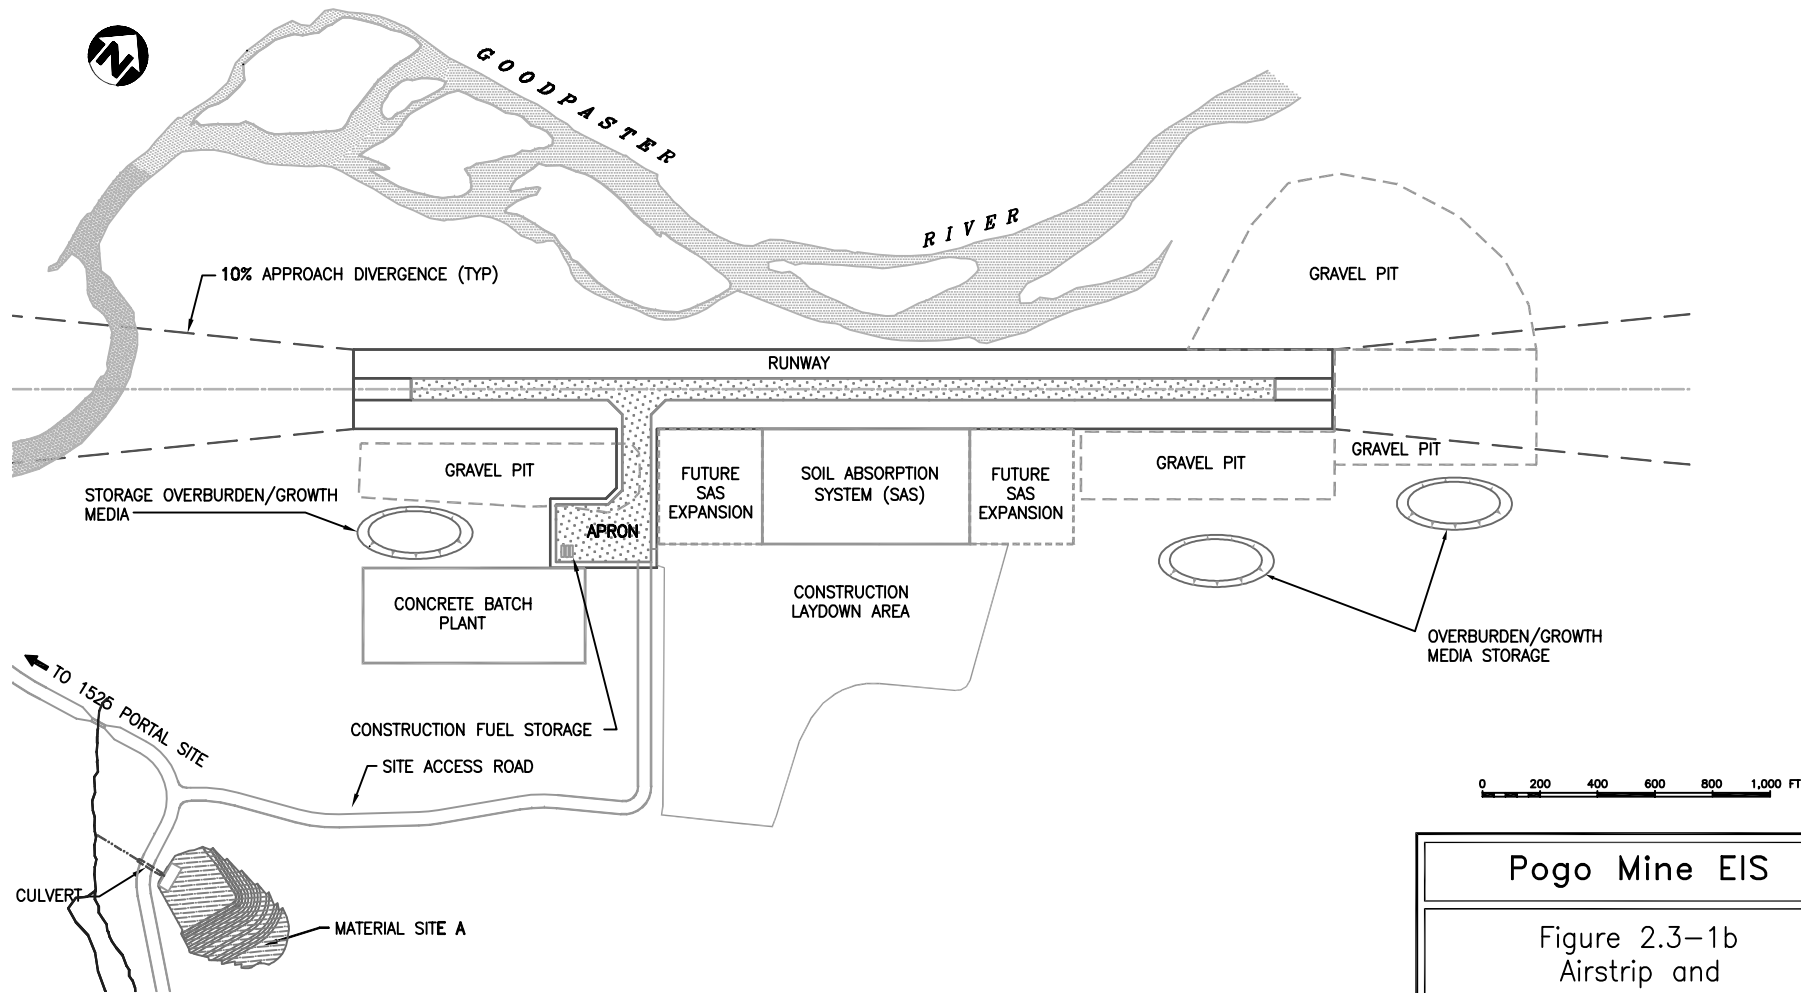 N
GOODPASTER
RIVER
10% APPROACH DIVERGENCE (TYP)
GRAVEL PIT
RUNWAY
GRAVEL PIT
FUTURE
SAS
EXPANSION
SOIL ABSORPTION
SYSTEM (SAS)
FUTURE
SAS
EXPANSION
GRAVEL PIT
GRAVEL PIT
STORAGE OVERBURDEN/GROWTH
MEDIA
APRON
CONCRETE BATCH
PLANT
CONSTRUCTION
LAYDOWN AREA
OVERBURDEN/GROWTH
MEDIA STORAGE
TO 1525 PORTAL SITE
CONSTRUCTION FUEL STORAGE
SITE ACCESS ROAD
0 200 400 600 800 1,000 FT
CULVERT
MATERIAL SITE A
Pogo Mine EIS
Figure 2.3-1b
Airstrip and